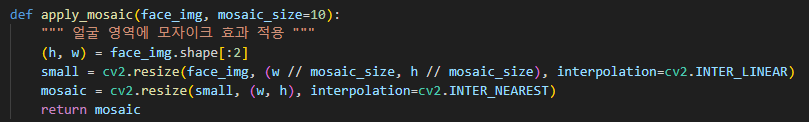 def apply_mosaic(face_img, mosaic_size=10):
    """ 얼굴 영역에 모자이크 효과 적용 """
    (h, w) = face_img.shape[:2]
    small = cv2.resize(face_img, (w // mosaic_size, h // mosaic_size), interpolation=cv2.INTER_LINEAR)
    mosaic = cv2.resize(small, (w, h), interpolation=cv2.INTER_NEAREST)
    return mosaic